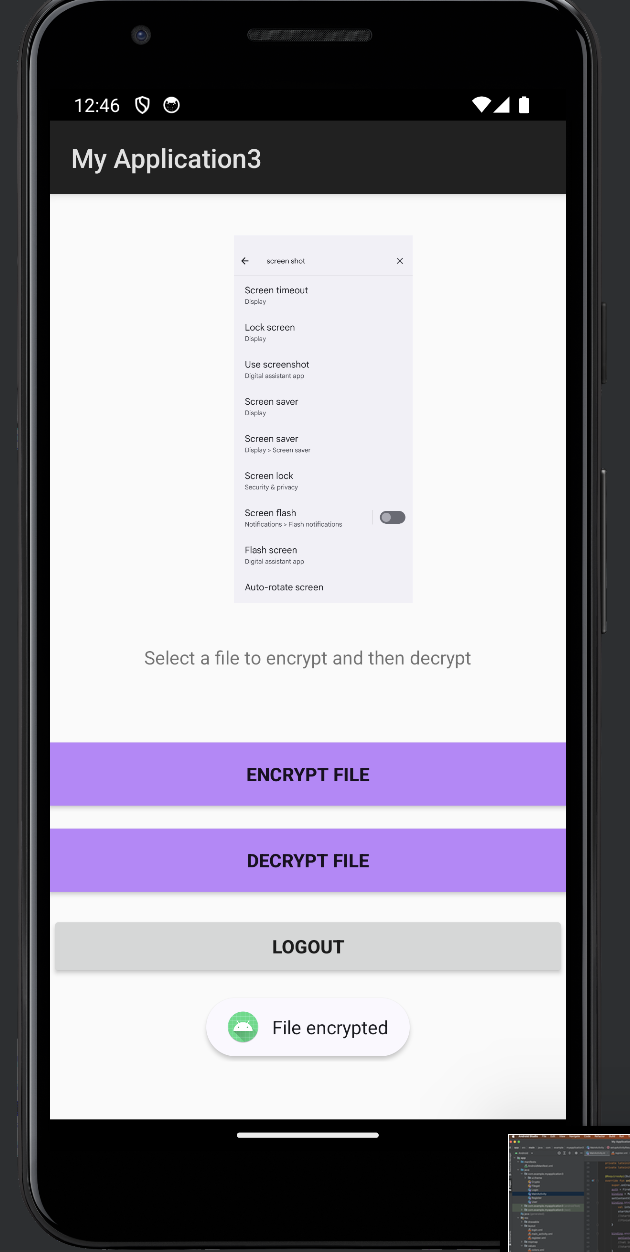 12:46
My Application3
screen shot
Screen timeout
Display
Lock screen
Display
Use screenshot
Digital assistant app
Screen saver
Display
Screen saver
Display > Screen saver
Screen lock
Security & privacy
Screen flash
Notifications > Flash notifications
Flash screen
Digital assistant app
Auto-rotate screen
Select a file to encrypt and then decrypt
ENCRYPT FILE
DECRYPT FILE
LOGOUT
File encrypted